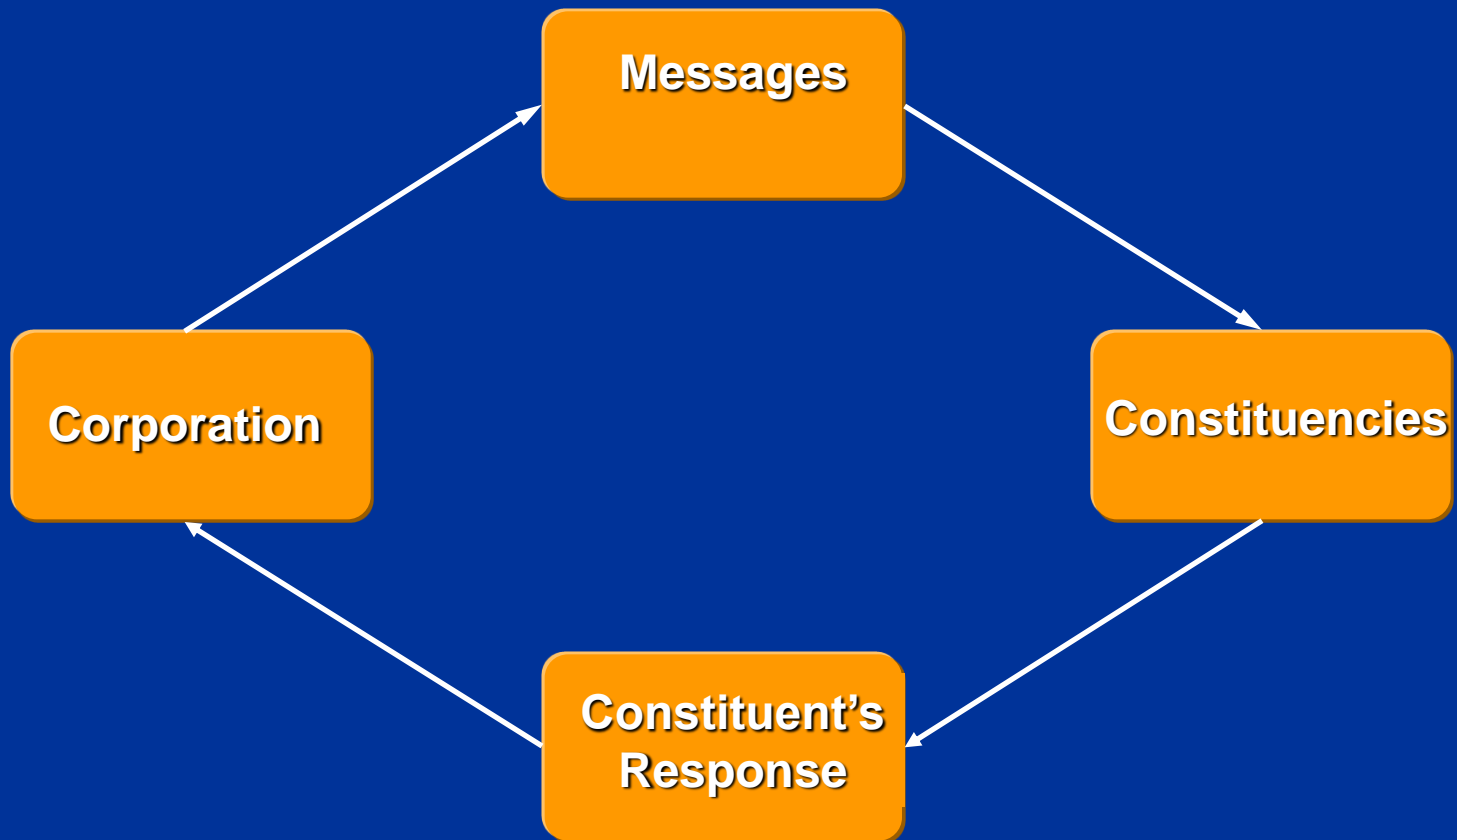 Messages
Corporation
Constituencies
Constituent’s
Response